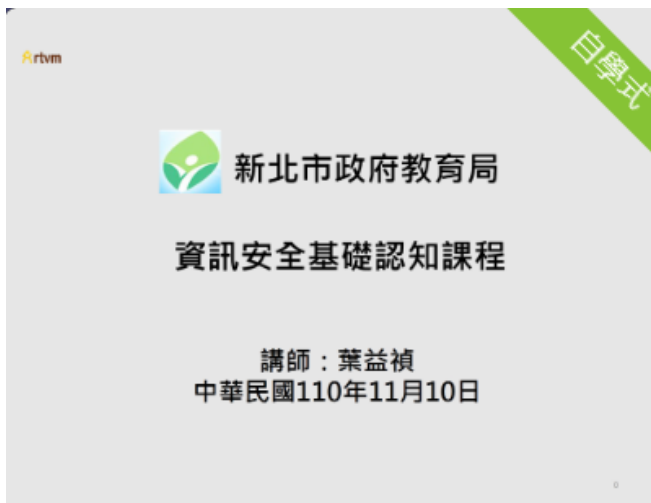 Artvm
自學式
新北市政府教育局
資訊安全基礎認知課程
講師：葉益禎
中華民國110年11月10日
0